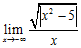 lim x→-∞ √|x² − 5| / x